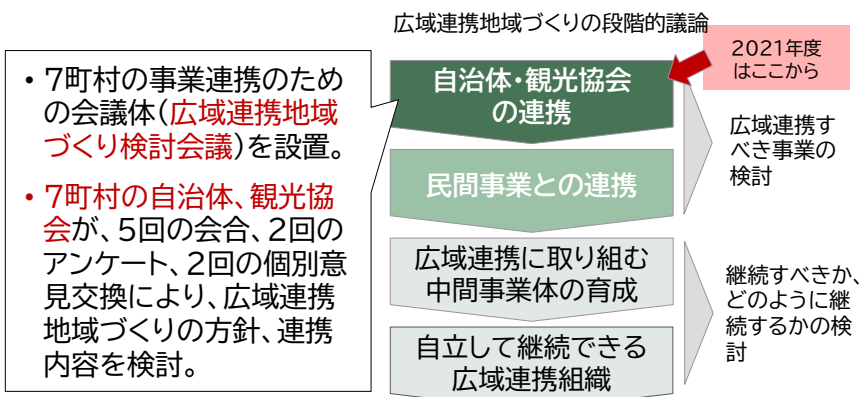 広域連携地域づくりの段階的議論
2021年度
はここから
・7町村の事業連携のため
の会議体(広域連携地域
づくり検討会議)を設置。
・7町村の自治体、観光協
会が、5回の会合、2回の
アンケート、2回の個別意
見交換により、広域連携
地域づくりの方針、連携
内容を検討。
自治体・観光協会
の連携
民間事業との連携
広域連携に取り組む
中間事業体の育成
自立して継続できる
広域連携組織
広域連携す
べき事業の
検討
継続すべきか、
どのように継
続するかの検
討